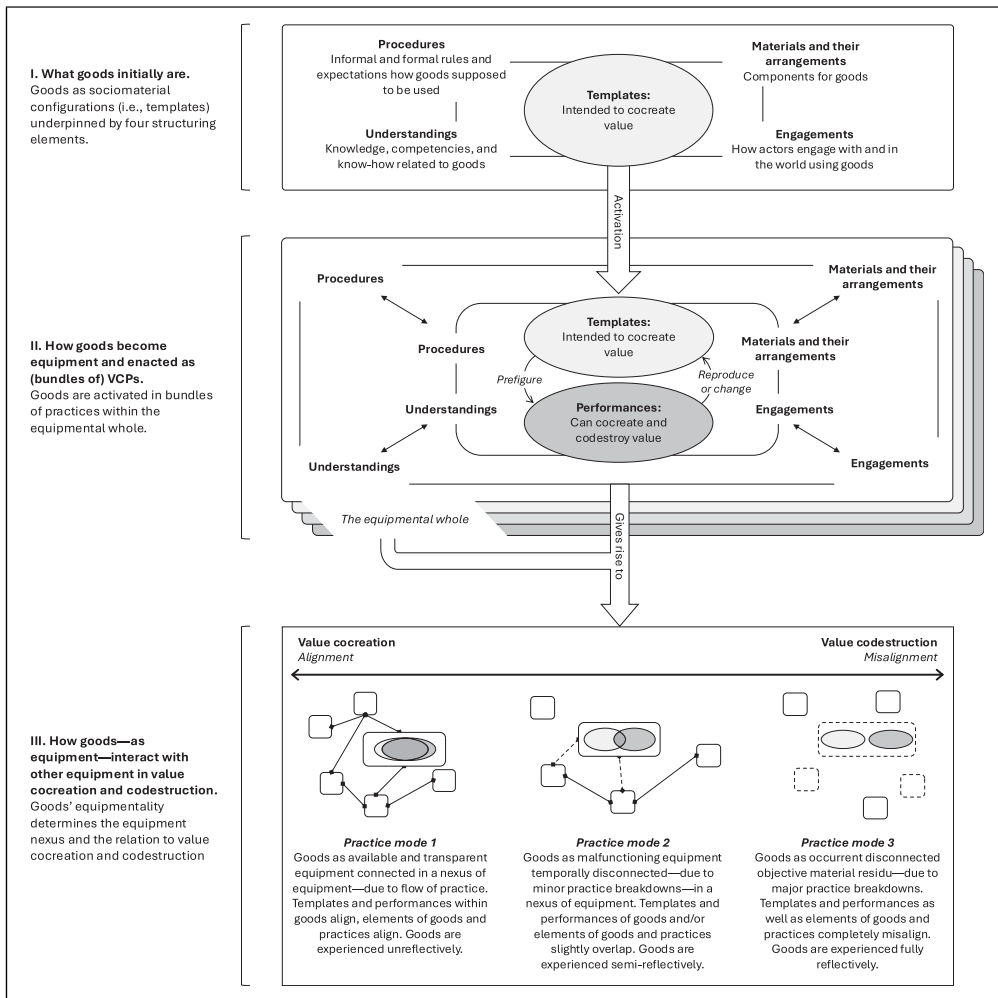 I. What goods initially are.
Goods as sociomaterial
configurations (i.e., templates)
underpinned by four structuring
elements.
Procedures
Informal and formal rules and
expectations how goods supposed
to be used
Understandings
Knowledge, competencies, and
know-how related to goods
Templates:
Intended to cocreate
value
Materials and their
arrangements
Components for goods
Engagements
How actors engage with and in
the world using goods
Activation
II. How goods become
equipment and enacted as
(bundles of) VCPs.
Goods are activated in bundles
of practices within the
equipmental whole.
Procedures
Materials and their
arrangements
Procedures
Templates:
Intended to cocreate
value
Materials and their
arrangements
Prefigure
Reproduce
or change
Understandings
Performances:
Can cocreate and
codestroy value
Engagements
Understandings
Engagements
The equipmental whole
Gives rise to
III. How goods—as
equipment—interact with
other equipment in value
cocreation and codestruction.
Goods' equipmentality
determines the equipment
nexus and the relation to value
cocreation and codestruction
Value cocreation
Alignment
Value codestruction
Misalignment
Practice mode 1
Goods as available and transparent
equipment connected in a nexus of
equipment—due to flow of practice.
Templates and performances within
goods align, elements of goods and
practices align. Goods are
experienced unreflectively.
Practice mode 2
Goods as malfunctioning equipment
temporally disconnected—due to
minor practice breakdowns—in a
nexus of equipment. Templates and
performances of goods and/or
elements of goods and practices
slightly overlap. Goods are
experienced semi-reflectively.
Practice mode 3
Goods as occurrent disconnected
objective material residu—due to
major practice breakdowns.
Templates and performances as
well as elements of goods and
practices completely misalign.
Goods are experienced fully
reflectively.